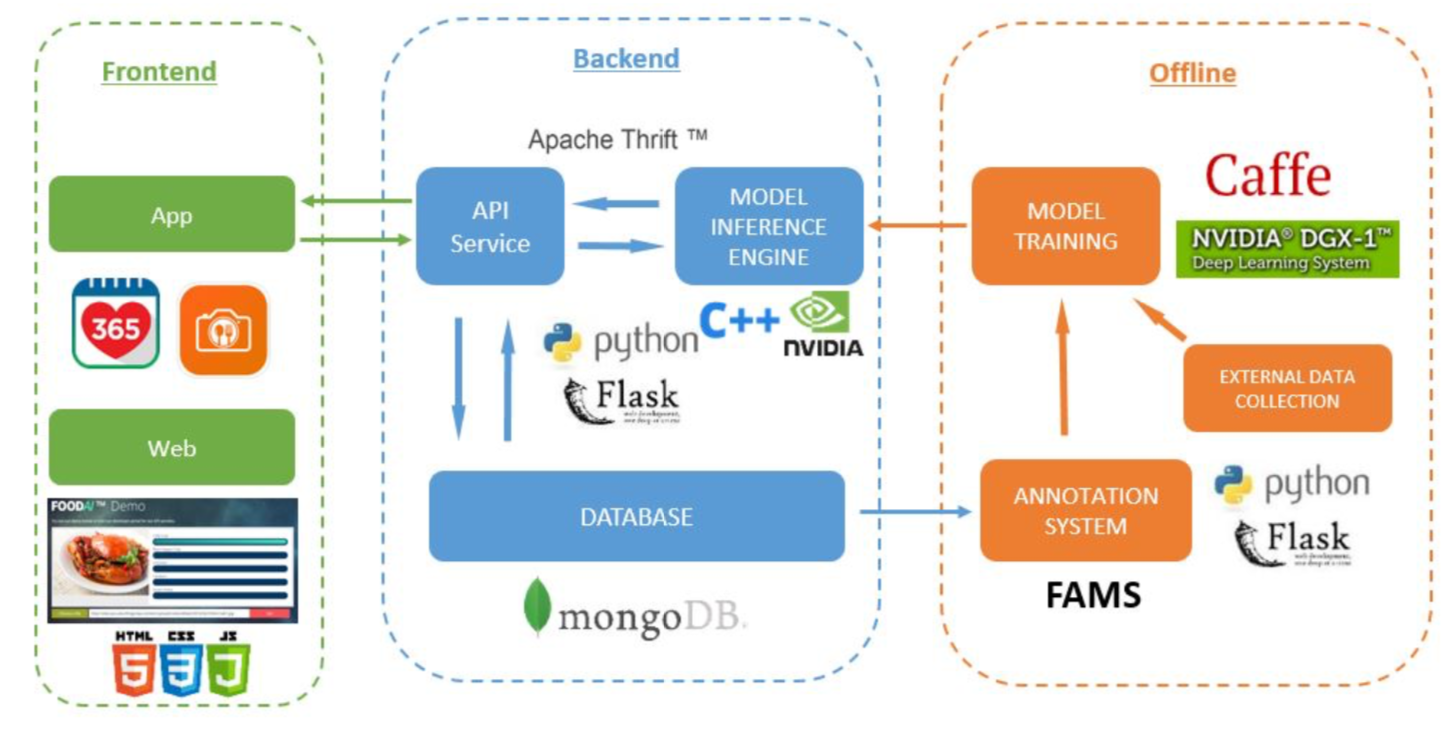 Frontend
App
365
Web
FOODAI™ Demo
HTML CSS JS
5 3 J
Backend
Apache Thrift ™
API
Service
MODEL
INFERENCE
ENGINE
python
C++
NVIDIA
Flask
web development,
one drop at a time
DATABASE
mongoDB.
Offline
MODEL
TRAINING
Caffe
NVIDIA® DGX-1™
Deep Learning System
EXTERNAL DATA
COLLECTION
ANNOTATION
SYSTEM
python
Flask
web development,
one drop at a time
FAMS